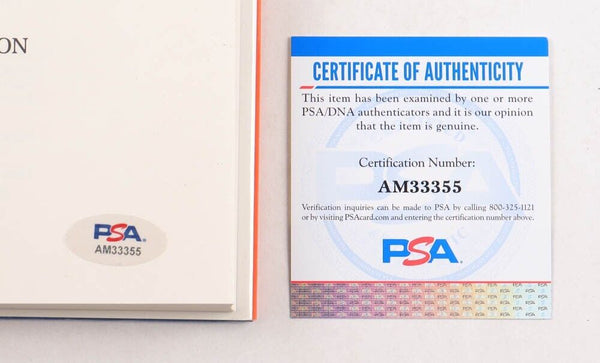 ON
PSA
AM33355
CERTIFICATE OF AUTHENTICITY
This item has been examined by one or more
PSA/DNA authenticators and it is our opinion
that the item is genuine.
Certification Number:
AM33355
Verification inquiries can be made to PSA by calling 800-325-1121
or by visiting PSAcard.com and entering the certification number above.
PSA